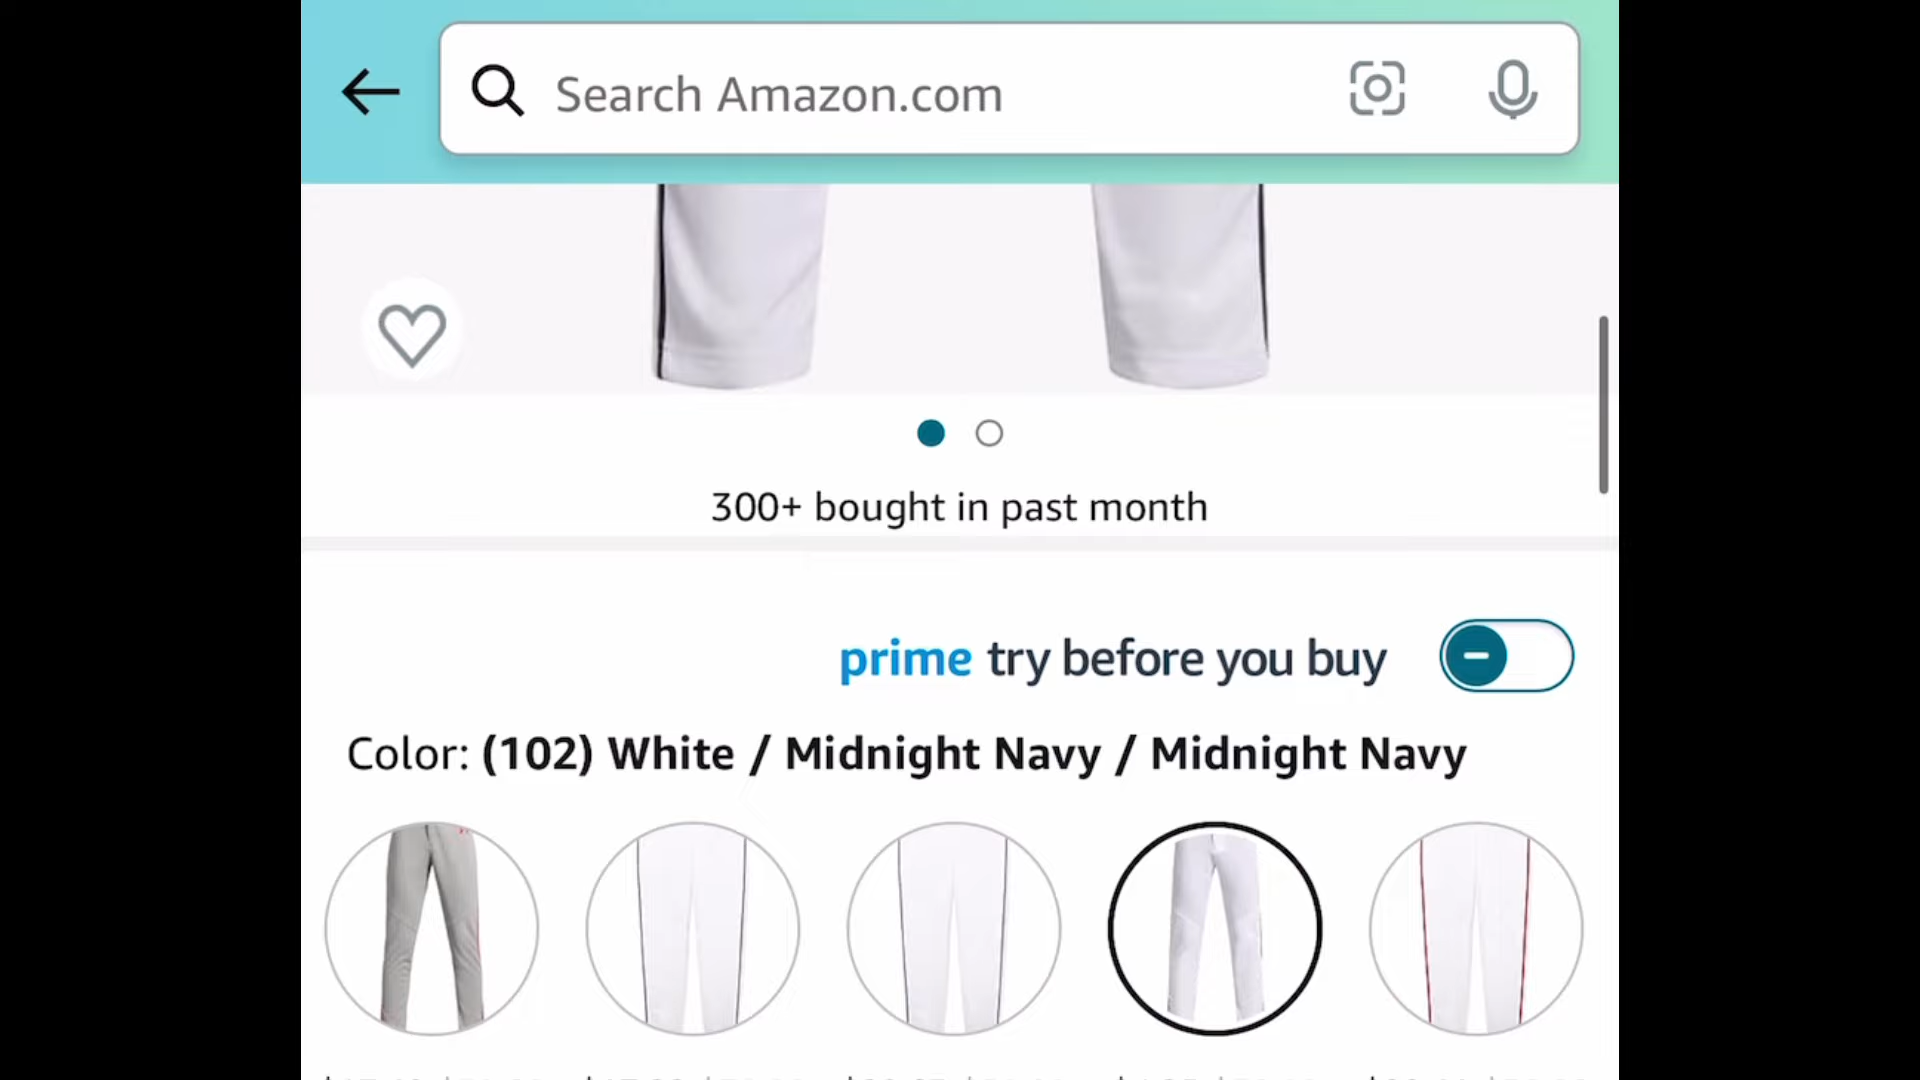 Search Amazon.com
300+ bought in past month
prime try before you buy
Color: (102) White / Midnight Navy / Midnight Navy